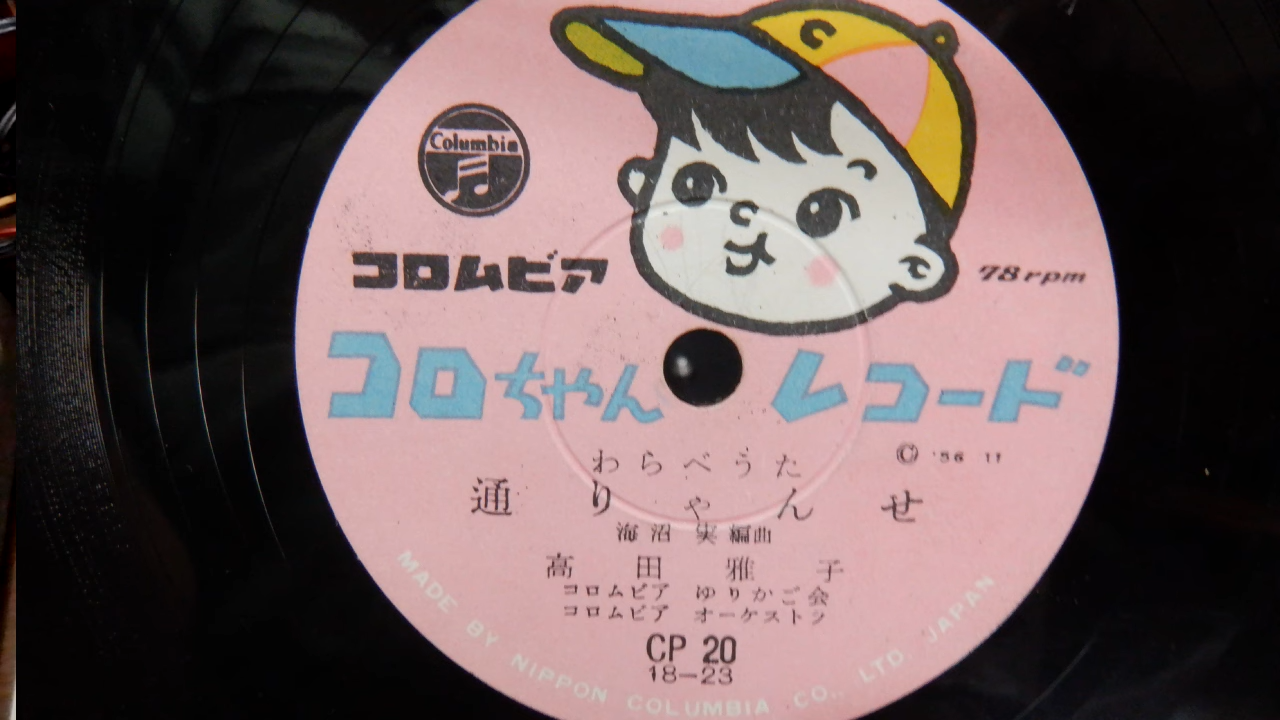 C
Columbia
コロムビア
78 rpm
コロちゃん レコード
わらべうた
© '56 11
通りゃんせ
海沼 実 編曲
高田雅子
コロムビア ゆりかご会
コロムビア オーケストラ
CP 20
18-23
MADE BY NIPPON COLUMBIA CO., LTD. JAPAN